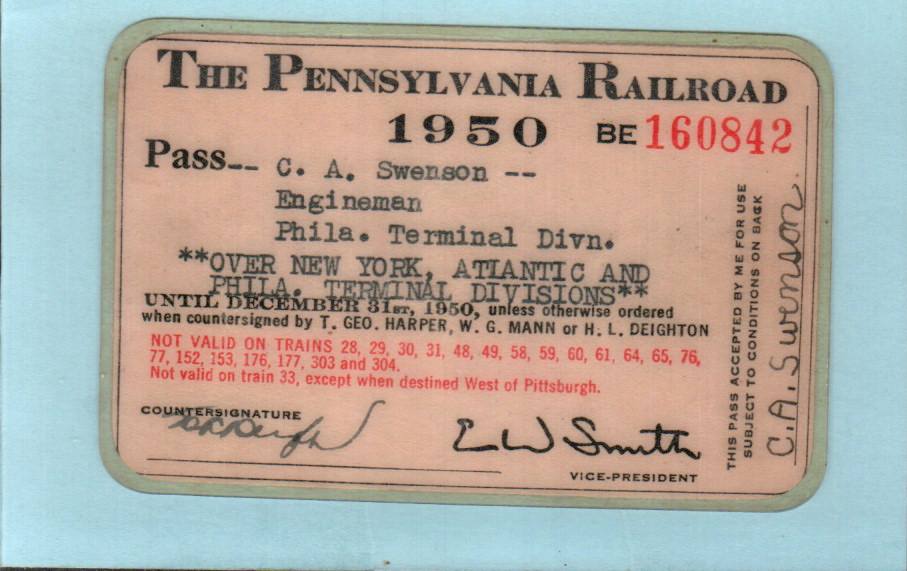 THE PENNSYLVANIA RAILROAD
1950 BE 160842
Pass-- C. A. Swenson --
Engineman
Phila. Terminal Divn.
**OVER NEW YORK, ATLANTIC AND
PHILA. TERMINAL DIVISIONS**
UNTIL DECEMBER 31ST, 1950, unless otherwise ordered
when countersigned by T. GEO. HARPER, W. G. MANN or H. L. DEIGHTON
NOT VALID ON TRAINS 28, 29, 30, 31, 48, 49, 58, 59, 60, 61, 64, 65, 76,
77, 152, 153, 176, 177, 303 and 304.
Not valid on train 33, except when destined West of Pittsburgh.
COUNTERSIGNATURE
E W Smith
VICE-PRESIDENT
THIS PASS ACCEPTED BY ME FOR USE
SUBJECT TO CONDITIONS ON BACK
C.A. Swenson.